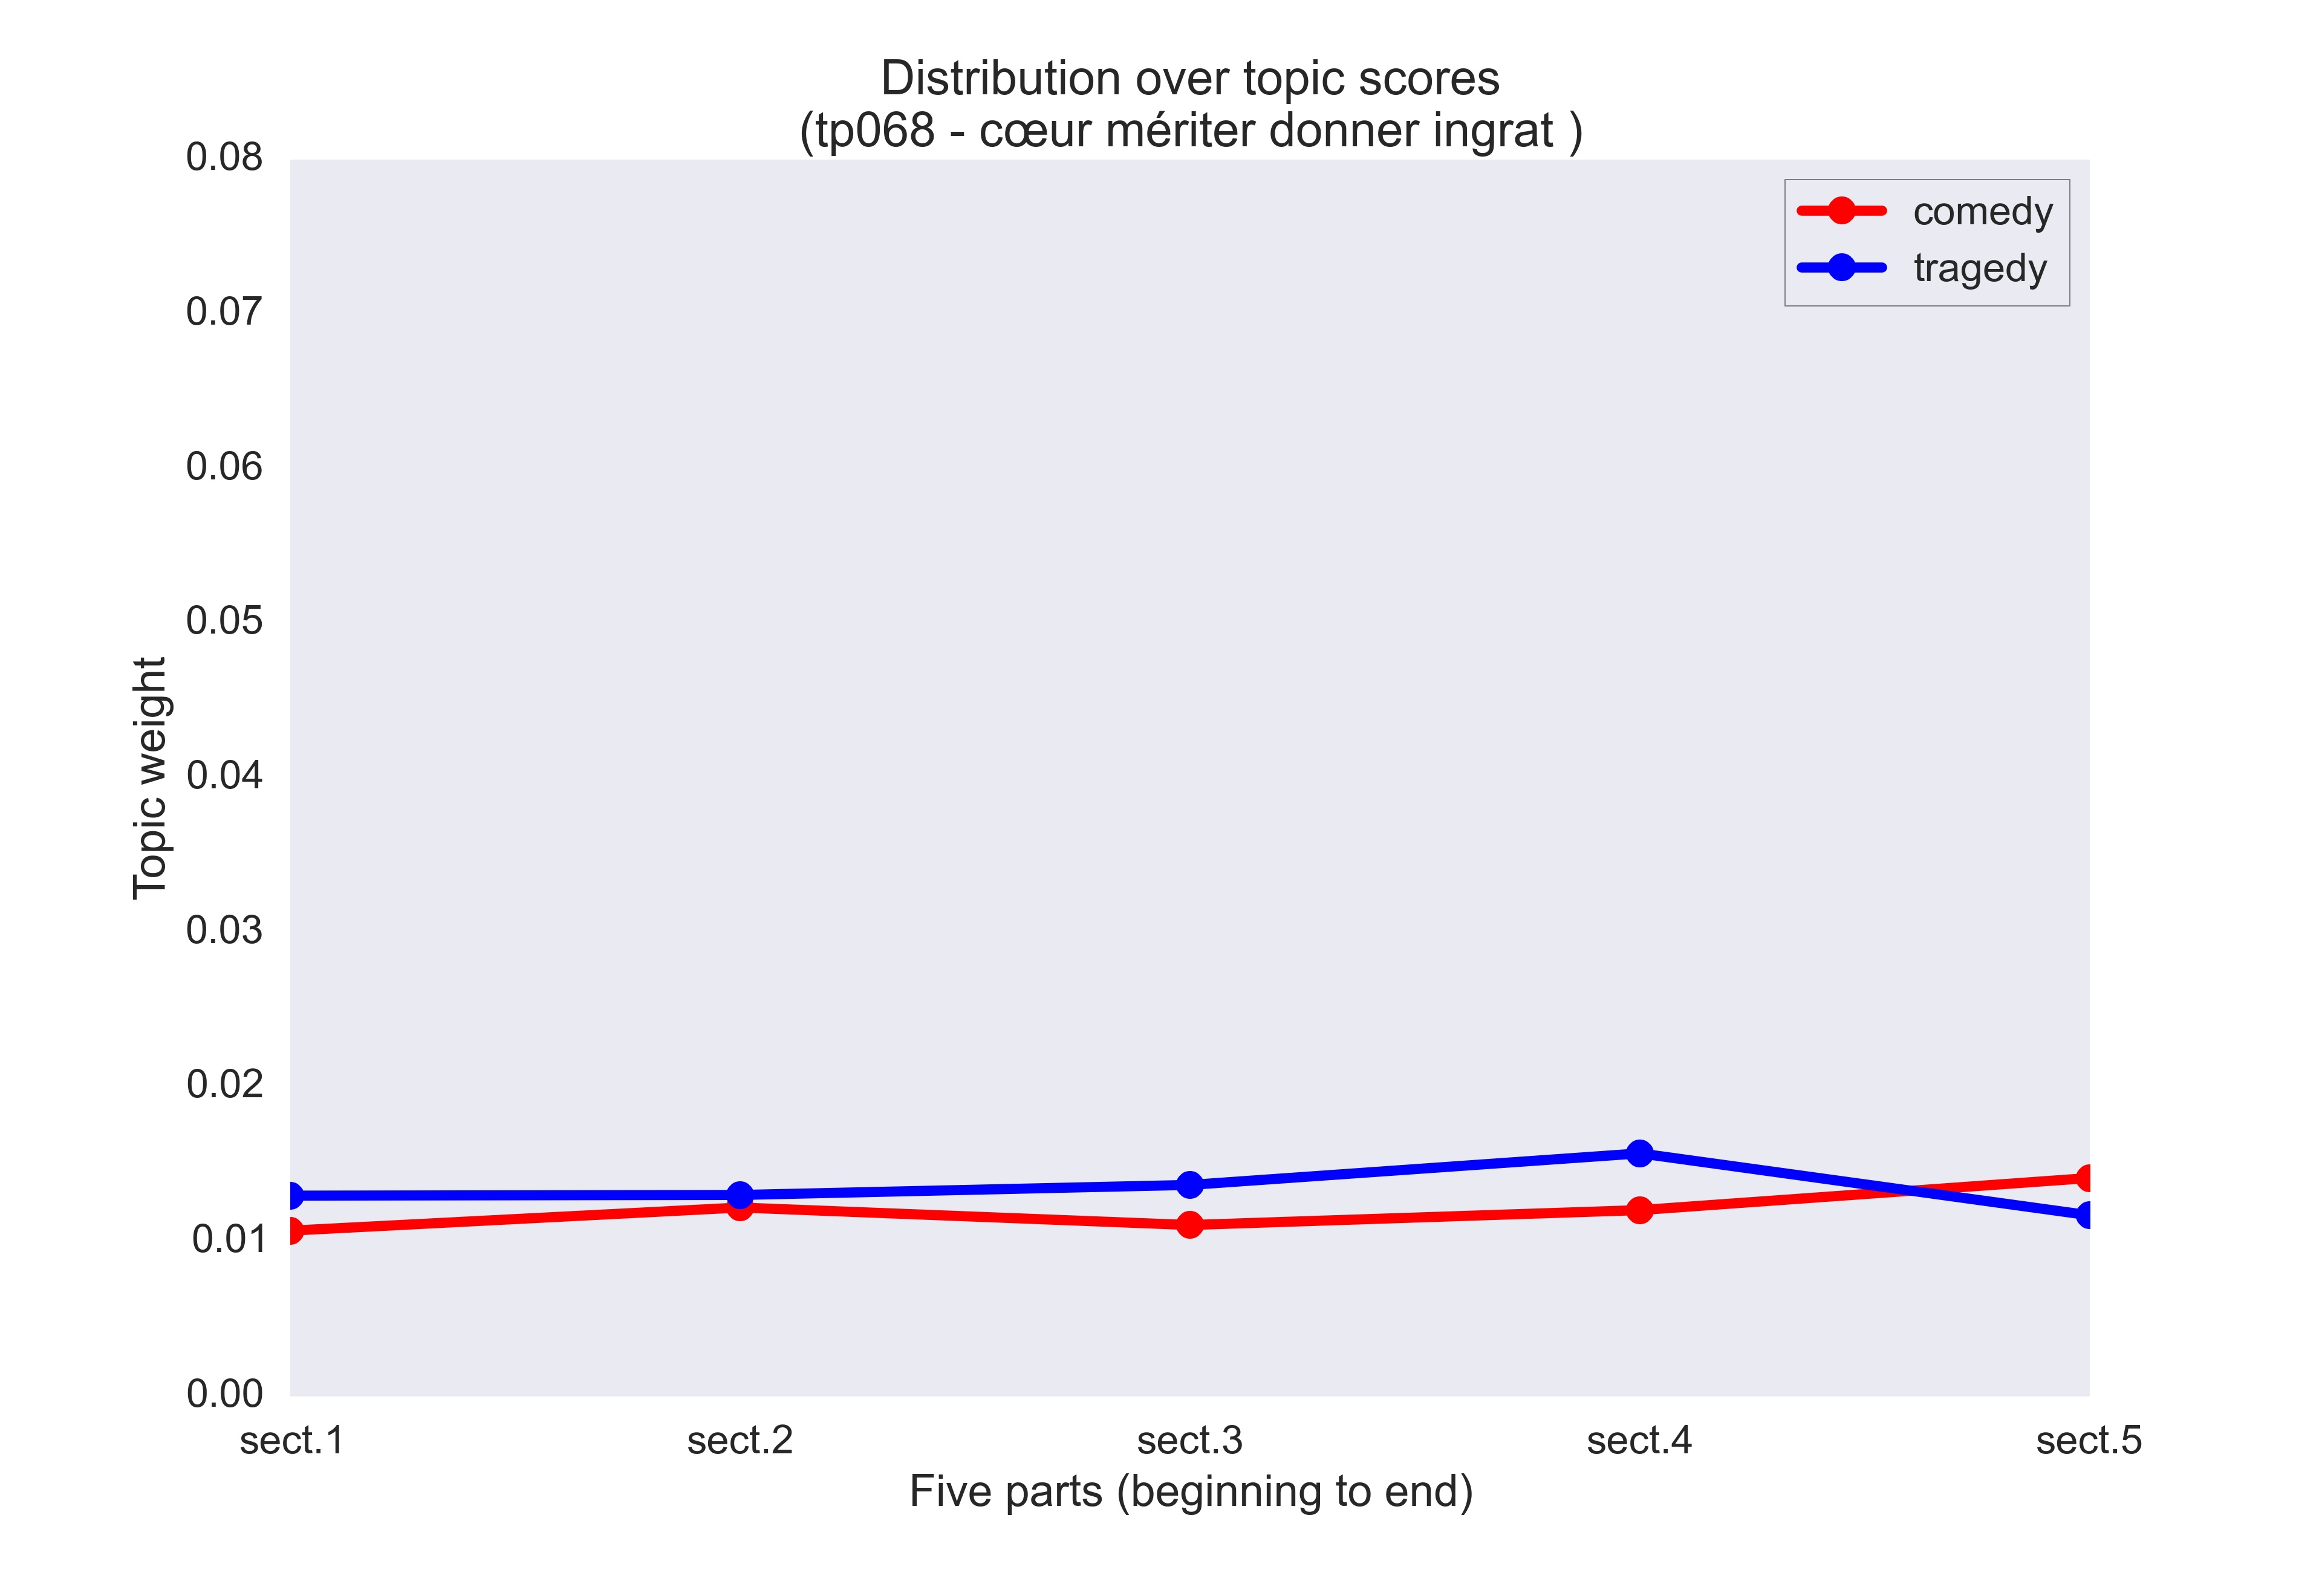 Distribution over topic scores
(tp068 - cœur mériter donner ingrat )
0.08
0.07
0.06
0.05
0.04
0.03
0.02
0.01
0.00
Topic weight
comedy
tragedy
sect.1 sect.2 sect.3 sect.4 sect.5
Five parts (beginning to end)